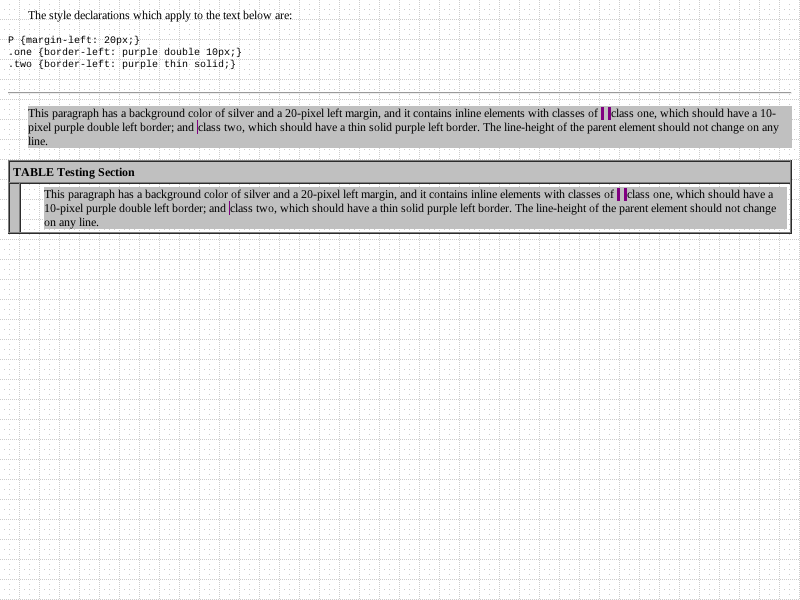 The style declarations which apply to the text below are:
P {margin-left: 20px;}
.one {border-left: purple double 10px;}
.two {border-left: purple thin solid;}
This paragraph has a background color of silver and a 20-pixel left margin, and it contains inline elements with classes of class one, which should have a 10-
pixel purple double left border; and class two, which should have a thin solid purple left border. The line-height of the parent element should not change on any
line.
TABLE Testing Section
This paragraph has a background color of silver and a 20-pixel left margin, and it contains inline elements with classes of class one, which should have a
10-pixel purple double left border; and class two, which should have a thin solid purple left border. The line-height of the parent element should not change
on any line.